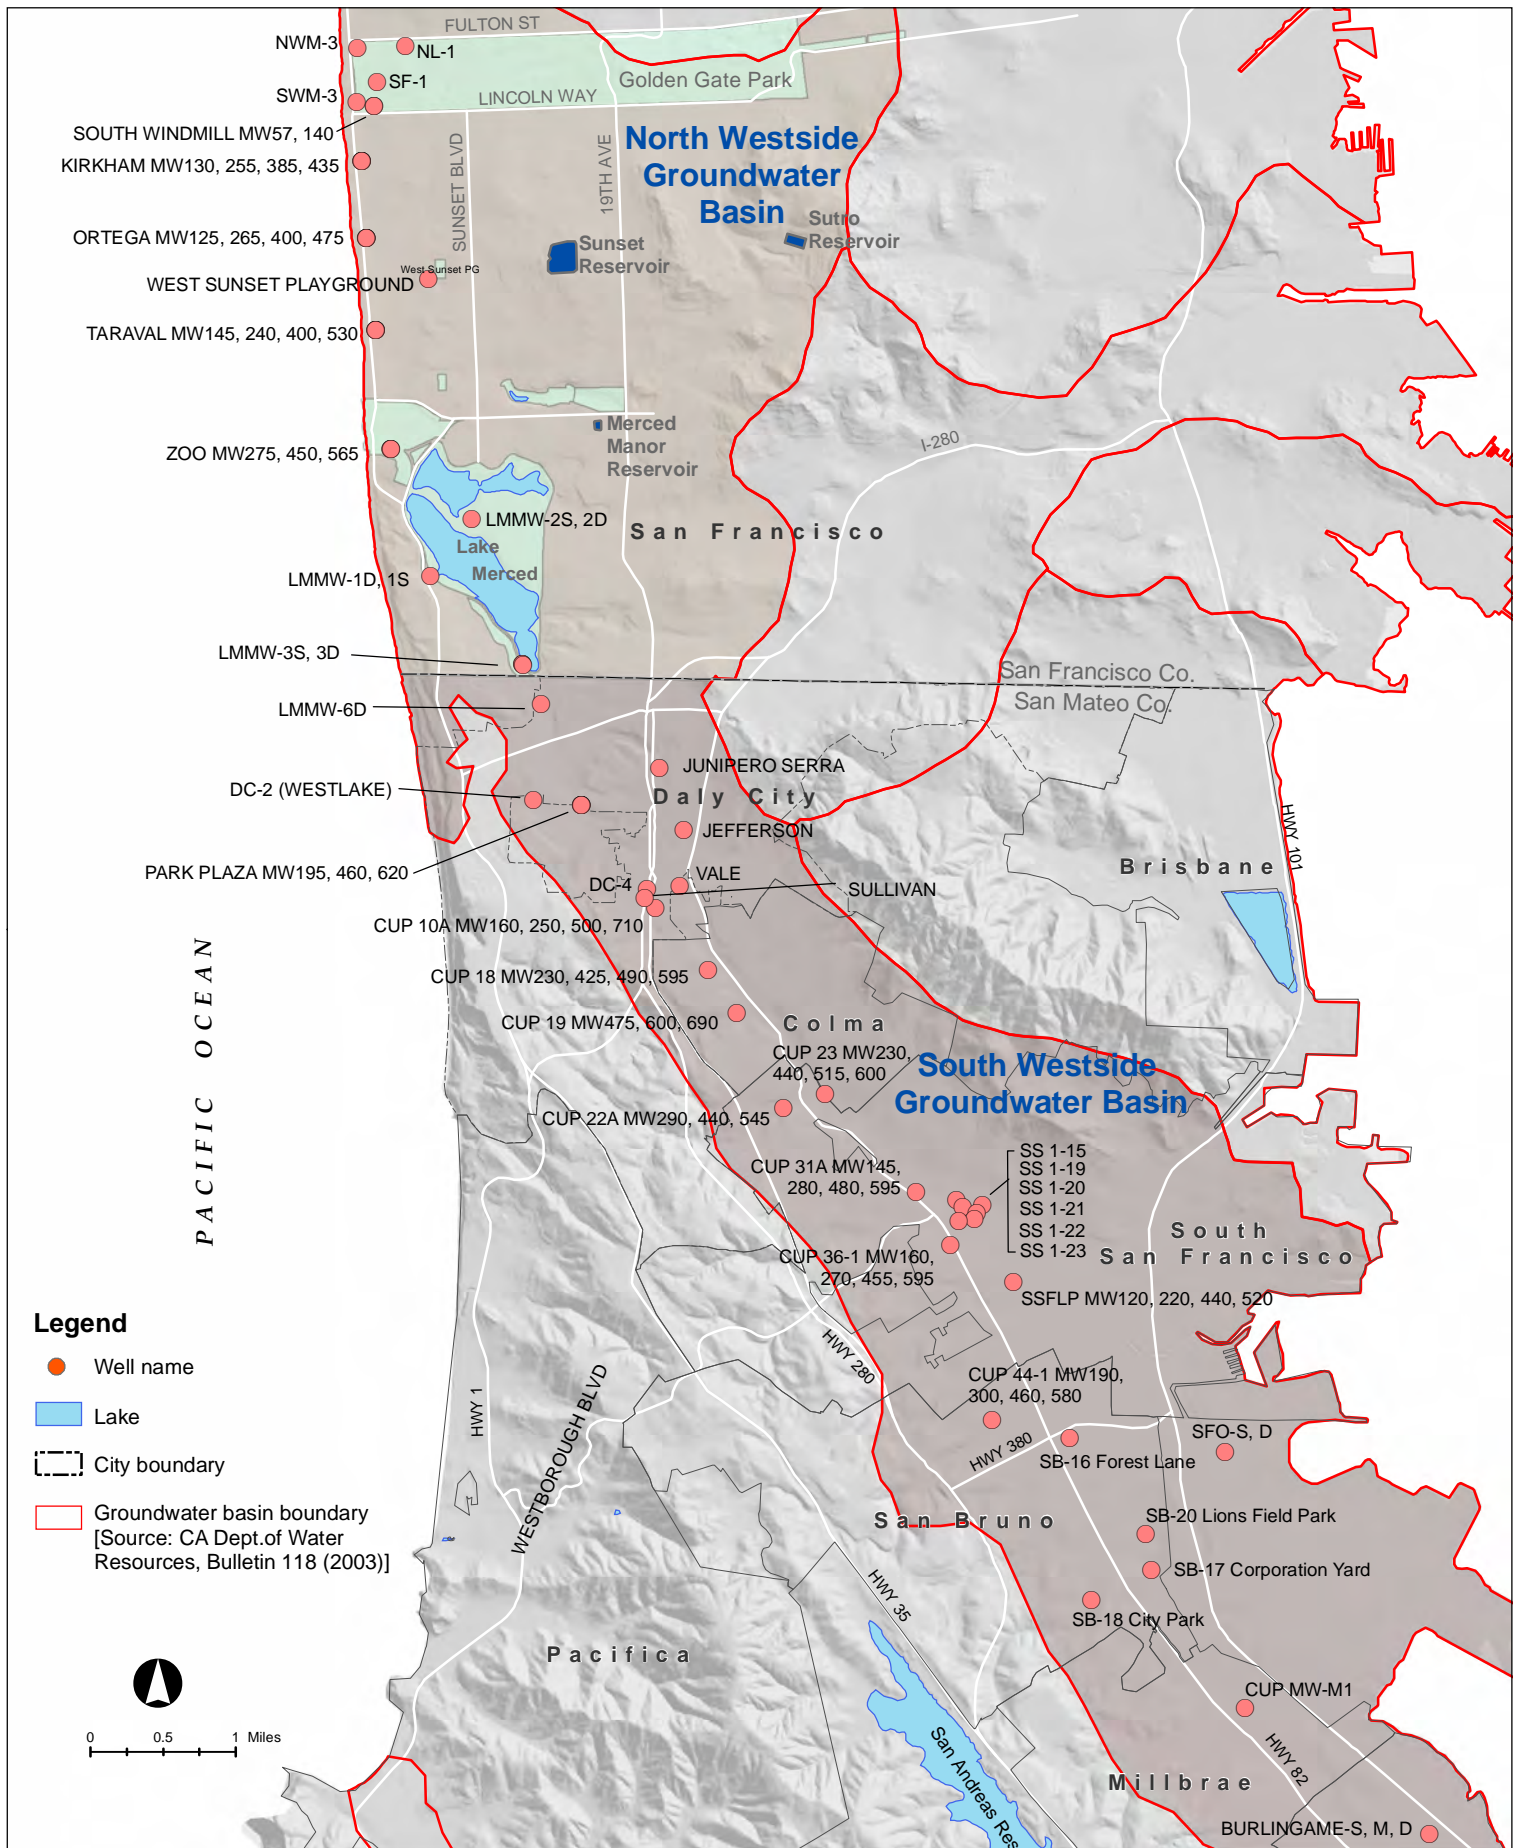 FULTON ST
NWM-3
NL-1
SF-1
Golden Gate Park
SWM-3
LINCOLN WAY
SOUTH WINDMILL MW57, 140
KIRKHAM MW130, 255, 385, 435
SUNSET BLVD
19TH AVE
North Westside
Groundwater
Basin
Sutro
Reservoir
ORTEGA MW125, 265, 400, 475
Sunset
Reservoir
West Sunset PG
WEST SUNSET PLAYGROUND
TARAVAL MW145, 240, 400, 530
Merced
Manor
Reservoir
I-280
ZOO MW275, 450, 565
LMMW-2S, 2D
San Francisco
Lake
Merced
LMMW-1D, 1S
LMMW-3S, 3D
San Francisco Co.
San Mateo Co.
LMMW-6D
JUNIPERO SERRA
DC-2 (WESTLAKE)
Daly City
JEFFERSON
HWY 101
PARK PLAZA MW195, 460, 620
Brisbane
DC-4
VALE
SULLIVAN
CUP 10A MW160, 250, 500, 710
PACIFIC OCEAN
CUP 18 MW230, 425, 490, 595
CUP 19 MW475, 600, 690
Colma
CUP 23 MW230,
440, 515, 600
South Westside
Groundwater Basin
CUP 22A MW290, 440, 545
CUP 31A MW145,
280, 480, 595
SS 1-15
SS 1-19
SS 1-20
SS 1-21
SS 1-22
SS 1-23
South
San Francisco
CUP 36-1 MW160,
270, 455, 595
SSFLP MW120, 220, 440, 520
HWY 280
CUP 44-1 MW190,
300, 460, 580
HWY 1
WESTBOROUGH BLVD
HWY 380
SB-16 Forest Lane
SFO-S, D
San Bruno
SB-20 Lions Field Park
SB-17 Corporation Yard
HWY 35
SB-18 City Park
Pacifica
CUP MW-M1
San Andreas Res
HWY 82
Millbrae
BURLINGAME-S, M, D
Legend
Well name
Lake
City boundary
Groundwater basin boundary
[Source: CA Dept.of Water
Resources, Bulletin 118 (2003)]
0 0.5 1 Miles